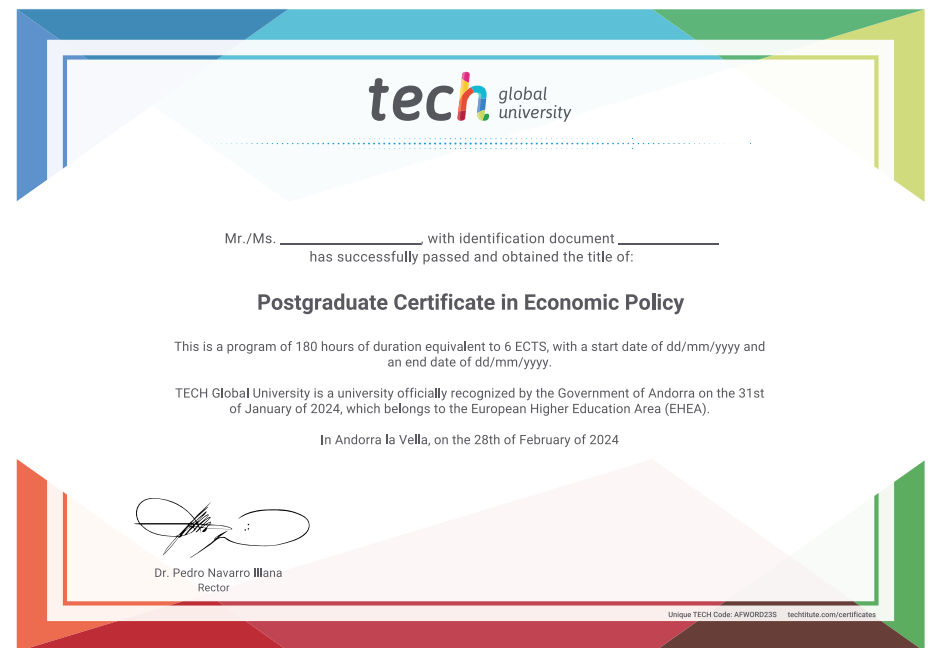 tech global university
Mr./Ms. ________________, with identification document ____________
has successfully passed and obtained the title of:
Postgraduate Certificate in Economic Policy
This is a program of 180 hours of duration equivalent to 6 ECTS, with a start date of dd/mm/yyyy and
an end date of dd/mm/yyyy.
TECH Global University is a university officially recognized by the Government of Andorra on the 31st
of January of 2024, which belongs to the European Higher Education Area (EHEA).
In Andorra la Vella, on the 28th of February of 2024
Dr. Pedro Navarro Illana
Rector
Unique TECH Code: AFWORD23S techtitute.com/certificates